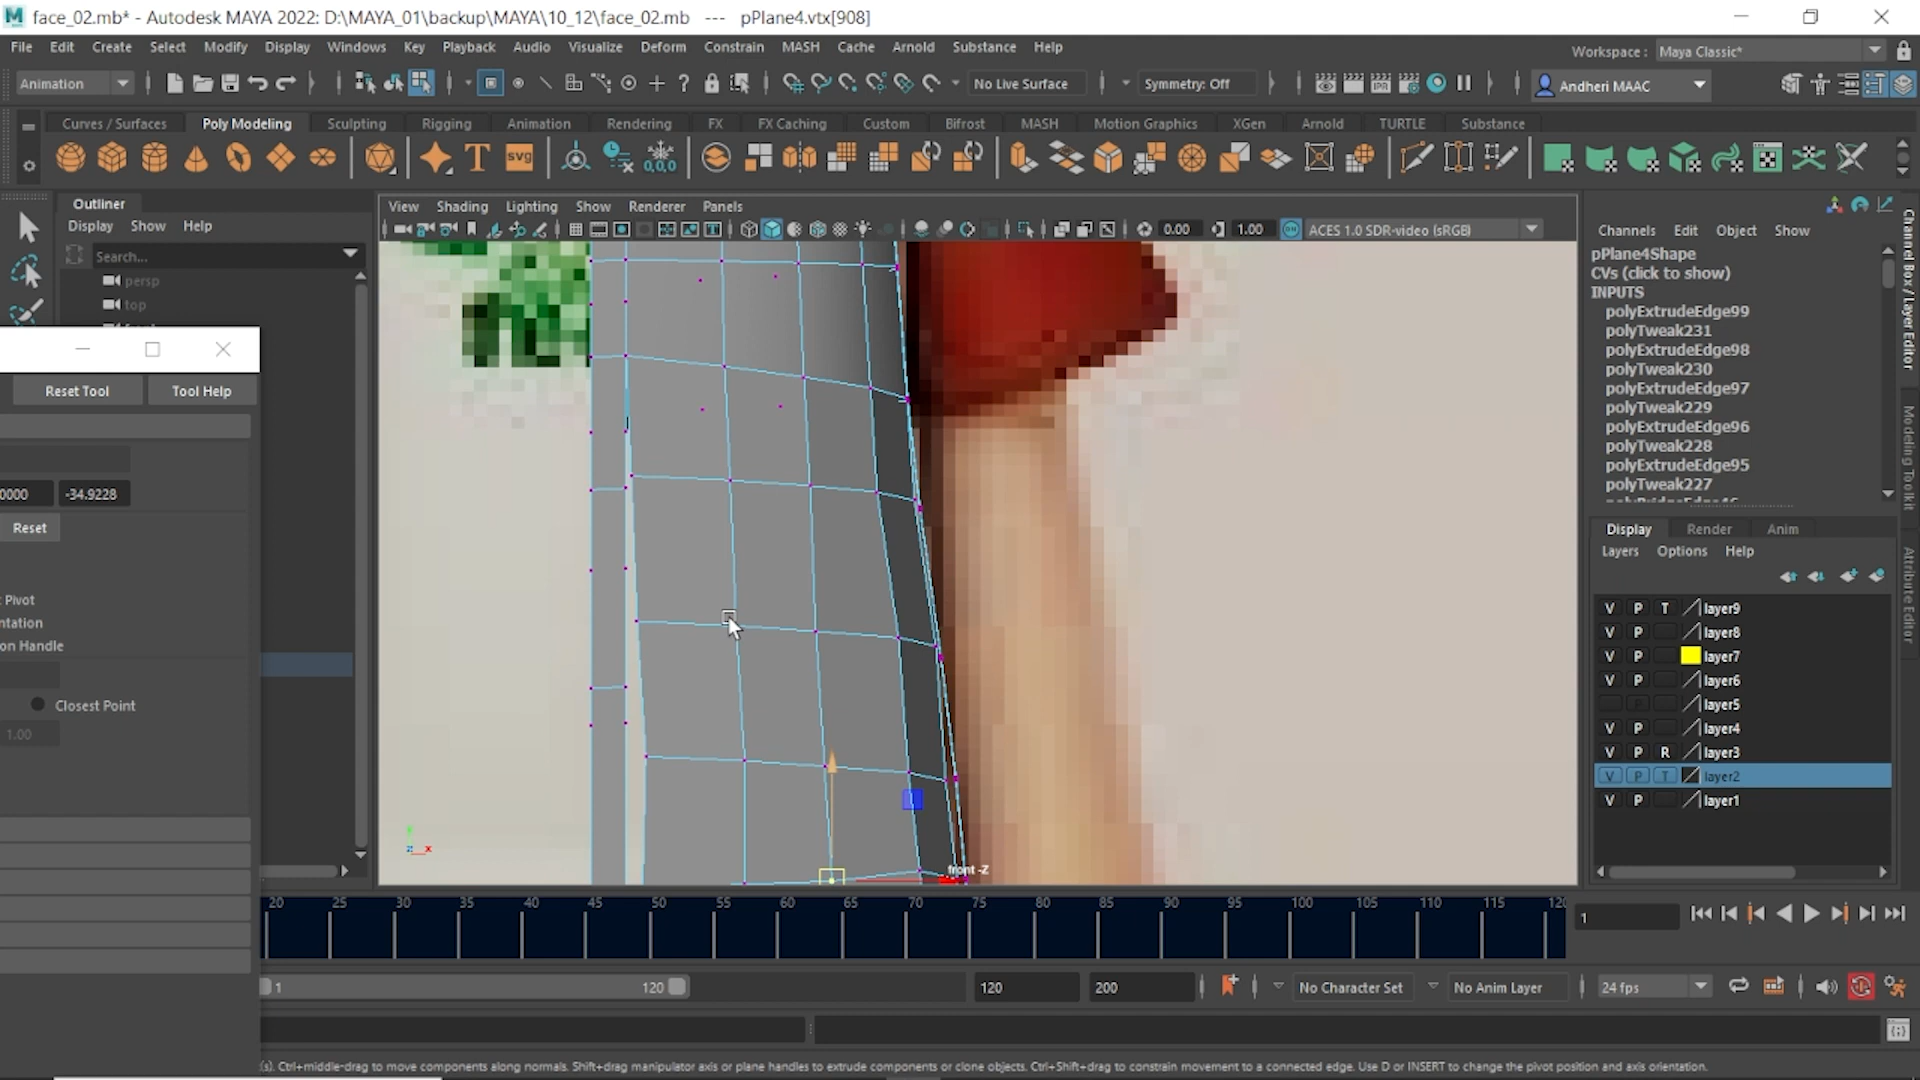 face_02.mb* - Autodesk MAYA 2022: D:\MAYA_01\backup\MAYA\10_12\face_02.mb --- pPlane4.vtx[908]
File Edit Create Select Modify Display Windows Key Playback Audio Visualize Deform Constrain MASH Cache Arnold Substance Help
Workspace : Maya Classic*
Animation No Live Surface Symmetry: Off Andheri MAAC
Curves / Surfaces Poly Modeling Sculpting Rigging Animation Rendering FX FX Caching Custom Bifrost MASH Motion Graphics XGen Arnold TURTLE Substance
Outliner
Display Show Help
Search...
persp
top
Reset Tool Tool Help
0000 -34.9228
Reset
Pivot
ntation
on Handle
Closest Point
1.00
View Shading Lighting Show Renderer Panels
0.00 1.00 ACES 1.0 SDR-video (sRGB)
front -Z
Channels Edit Object Show
pPlane4Shape
CVs (click to show)
INPUTS
polyExtrudeEdge99
polyTweak231
polyExtrudeEdge98
polyTweak230
polyExtrudeEdge97
polyTweak229
polyExtrudeEdge96
polyTweak228
polyExtrudeEdge95
polyTweak227
Display Render Anim
Layers Options Help
V P T layer9
V P layer8
V P layer7
V P layer6
layer5
V P layer4
V P R layer3
V P T layer2
V P layer1
Channel Box / Layer Editor
Modeling Toolkit
Attribute Editor
20 25 30 35 40 45 50 55 60 65 70 75 80 85 90 95 100 105 110 115 120
1
1 120 120 200 No Character Set No Anim Layer 24 fps
(s). Ctrl+middle-drag to move components along normals. Shift+drag manipulator axis or plane handles to extrude components or clone objects. Ctrl+Shift+drag to constrain movement to a connected edge. Use D or INSERT to change the pivot position and axis orientation.